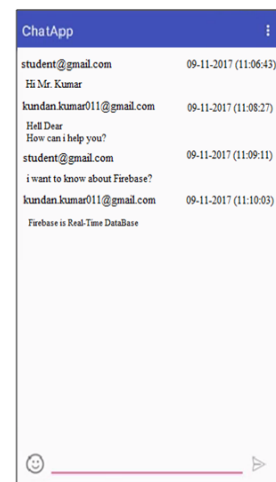 ChatApp
student@gmail.com 09-11-2017 (11:06:43)
Hi Mr. Kumar
kundan.kumar011@gmail.com 09-11-2017 (11:08:27)
Hell Dear
How can i help you?
student@gmail.com 09-11-2017 (11:09:11)
i want to know about Firebase?
kundan.kumar011@gmail.com 09-11-2017 (11:10:03)
Firebase is Real-Time DataBase